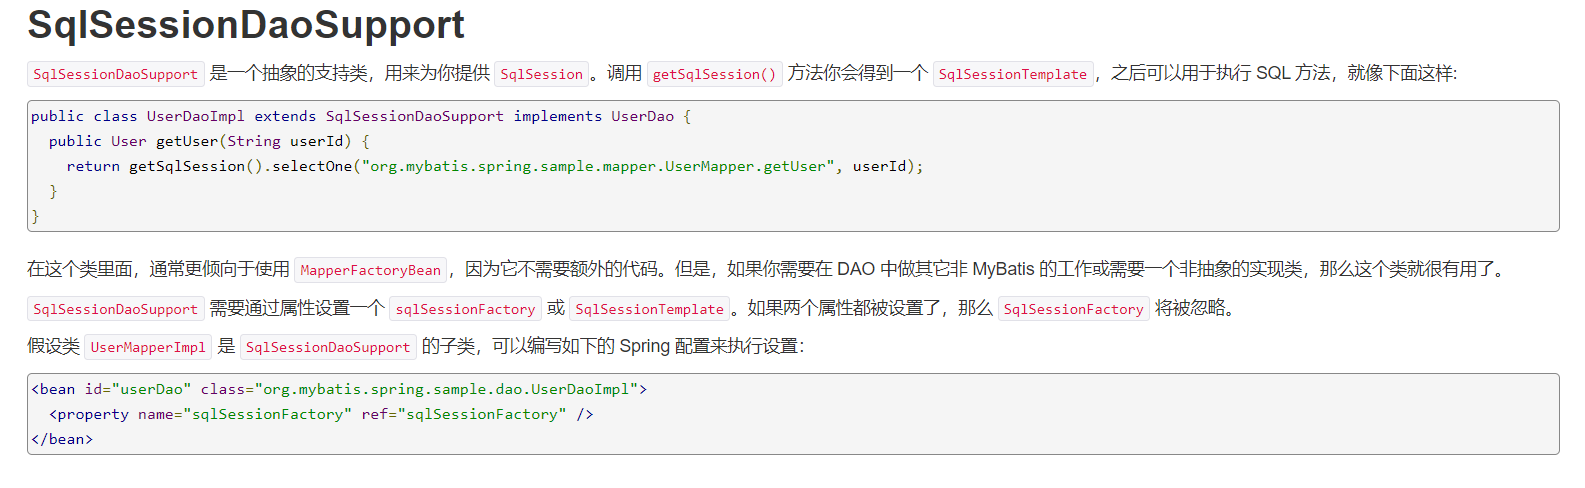 SqlSessionDaoSupport
SqlSessionDaoSupport 是一个抽象的支持类，用来为你提供 SqlSession。调用 getSqlSession() 方法你会得到一个 SqlSessionTemplate，之后可以用于执行 SQL 方法，就像下面这样:
public class UserDaoImpl extends SqlSessionDaoSupport implements UserDao {
  public User getUser(String userId) {
    return getSqlSession().selectOne("org.mybatis.spring.sample.mapper.UserMapper.getUser", userId);
  }
}
在这个类里面，通常更倾向于使用 MapperFactoryBean，因为它不需要额外的代码。但是，如果你需要在 DAO 中做其它非 MyBatis 的工作或需要一个非抽象的实现类，那么这个类就很有用了。
SqlSessionDaoSupport 需要通过属性设置一个 sqlSessionFactory 或 SqlSessionTemplate。如果两个属性都被设置了，那么 SqlSessionFactory 将被忽略。
假设类 UserMapperImpl 是 SqlSessionDaoSupport 的子类，可以编写如下的 Spring 配置来执行设置：
<bean id="userDao" class="org.mybatis.spring.sample.dao.UserDaoImpl">
  <property name="sqlSessionFactory" ref="sqlSessionFactory" />
</bean>